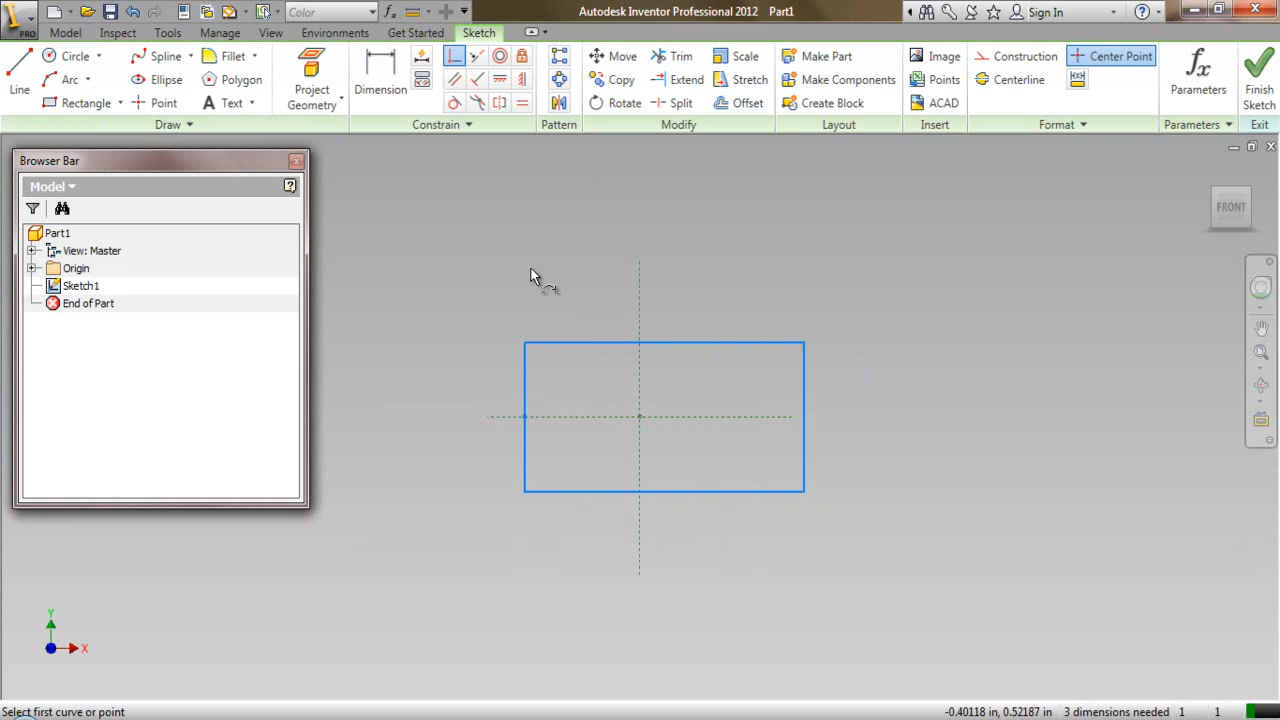 Color
Autodesk Inventor Professional 2012 Part1
Sign In
PRO
Model Inspect Tools Manage View Environments Get Started Sketch
Line
Circle Spline Fillet
Arc Ellipse Polygon
Rectangle Point Text
Project Geometry
Dimension
Move Trim Scale
Copy Extend Stretch
Rotate Split Offset
Make Part
Make Components
Create Block
Image
Points
ACAD
Construction Center Point
Centerline
Parameters
Finish Sketch
Draw Constrain Pattern Modify Layout Insert Format Parameters Exit
Browser Bar
Model
Part1
View: Master
Origin
Sketch1
End of Part
FRONT
Y
X
Select first curve or point
-0.40118 in, 0.52187 in 3 dimensions needed 1 1